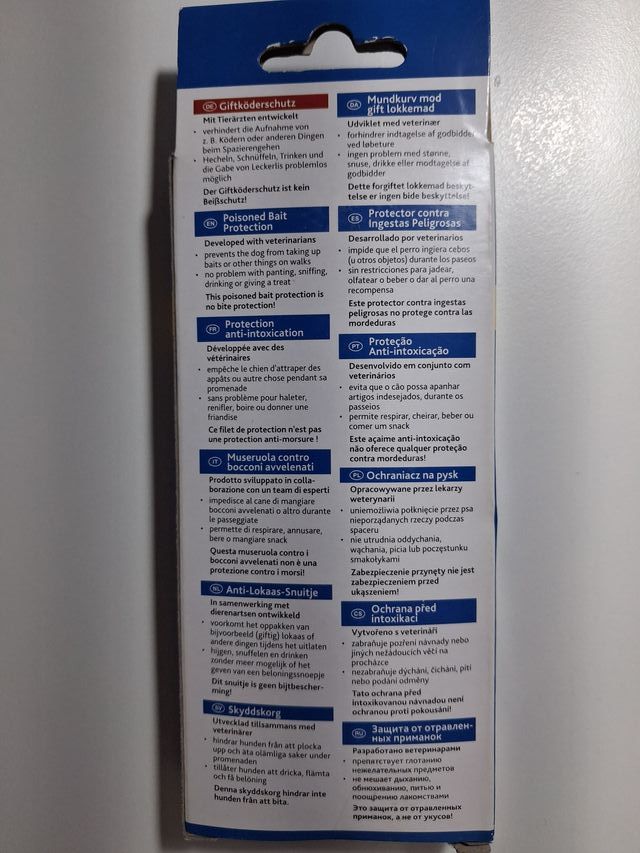 DE Giftköderschutz
Mit Tierärzten entwickelt
• verhindert die Aufnahme von
z. B. Ködern oder anderen Dingen
beim Spazierengehen
• Hecheln, Schnüffeln, Trinken und
die Gabe von Leckerlis problemlos
möglich
Der Giftköderschutz ist kein
Beißschutz!
EN Poisoned Bait
Protection
Developed with veterinarians
• prevents the dog from taking up
baits or other things on walks
• no problem with panting, sniffing,
drinking or giving a treat
This poisoned bait protection is
no bite protection!
FR Protection
anti-intoxication
Développée avec des
vétérinaires
• empêche le chien d'attraper des
appâts ou autre chose pendant sa
promenade
• sans problème pour haleter,
renifler, boire ou donner une
friandise
Ce filet de protection n'est pas
une protection anti-morsure !
IT Museruola contro
bocconi avvelenati
Prodotto sviluppato in colla-
borazione con un team di esperti
• impedisce al cane di mangiare
bocconi avvelenati o altro durante
le passeggiate
• permette di respirare, annusare,
bere o mangiare snack
Questa museruola contro i
bocconi avvelenati non è una
protezione contro i morsi!
NL Anti-Lokaas-Snuitje
In samenwerking met
dierenartsen ontwikkeld
• voorkomt het oppakken van
bijvoorbeeld (giftig) lokaas of
andere dingen tijdens het uitlaten
• hijgen, snuffelen en drinken
zonder meer mogelijk of het
geven van een beloningssnoepje
Dit snuitje is geen bijtbescher-
ming!
SV Skyddskorg
Utvecklad tillsammans med
veterinärer
• hindrar hunden från att plocka
upp och äta olämpliga saker under
promenaden
• tillåter hunden att dricka, flämta
och få belöning
Denna skyddskorg hindrar inte
hunden från att bita.
DA Mundkurv mod
gift lokkemad
Udviklet med veterinær
• forhindrer indtagelse af godbidder
ved løbeture
• ingen problem med stønne,
snuse, drikke eller modtagelse af
godbidder
Dette forgiftet lokkemad beskyt-
telse er ingen bide beskyttelse!
ES Protector contra
Ingestas Peligrosas
Desarrollado por veterinarios
• impide que el perro ingiera cebos
(u otros objetos) durante los paseos
• sin restricciones para jadear,
olfatear o beber o dar al perro una
recompensa
Este protector contra ingestas
peligrosas no protege contra las
mordeduras
PT Proteção
Anti-intoxicação
Desenvolvido em conjunto com
veterinários
• evita que o cão possa apanhar
artigos indesejados, durante os
passeios
• permite respirar, cheirar, beber ou
comer um snack
Este açaime anti-intoxicação
não oferece qualquer proteção
contra mordeduras!
PL Ochraniacz na pysk
Opracowywane przez lekarzy
weterynarii
• uniemożliwia połknięcie przez psa
nieporządanych rzeczy podczas
spaceru
• nie utrudnia oddychania,
wąchania, picia lub poczęstunku
smakołykami
Zabezpieczenie przynęty nie jest
zabezpieczeniem przed
ukąszeniem!
CS Ochrana před
intoxikací
Vytvořeno s veterináři
• zabraňuje pozření návnady nebo
jiných nežádoucích věcí na
procházce
• nezabraňuje dýchání, čichání, pití
nebo podání odměny
Tato ochrana před
intoxikovanou návnadou není
ochranou proti pokousání!
RU Защита от отравлен-
ных приманок
Разработано ветеринарами
• препятствует глотанию
нежелательных предметов
• не мешает дыханию,
обнюхиванию, питью и
поощрению лакомствами
Это защита от отравленных
приманок, а не от укусов!